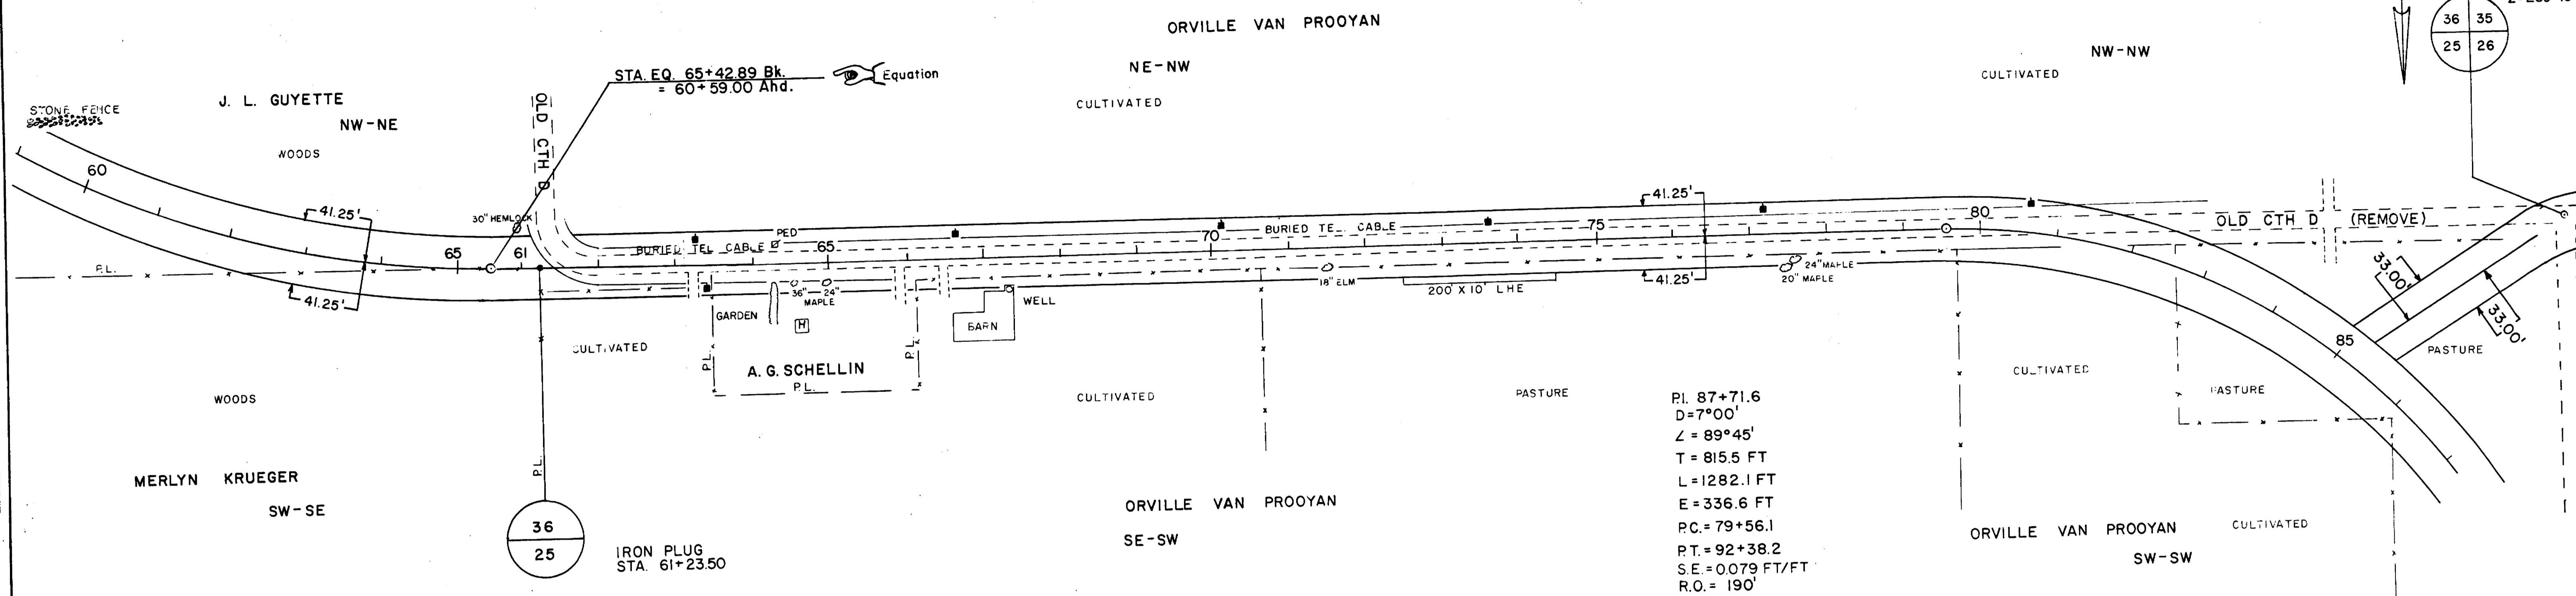 ORVILLE VAN PROOYAN
NE-NW
CULTIVATED
NW-NW
CULTIVATED
36 35
25 26
STA. EQ. 65+42.89 Bk.
= 60+59.00 Ahd.
Equation
J. L. GUYETTE
NW-NE
WOODS
STONE FENCE
OLD CTH D
60
41.25'
41.25'
30" HEMLOCK
65
61
P.L.
PED
BURIED TEL CABLE
65
70
BURIED TEL CABLE
75
41.25'
41.25'
80
OLD CTH D (REMOVE)
33.00'
33.00'
85
PASTURE
36" 24"
MAPLE
GARDEN
H
WELL
BARN
18" ELM
200' X 10' LHE
24" MAPLE
20" MAPLE
CULTIVATED
P.L.
P.L.
A. G. SCHELLIN
P.L.
CULTIVATED
PASTURE
CULTIVATED
PASTURE
WOODS
P.L.
MERLYN KRUEGER
SW-SE
36
25
IRON PLUG
STA. 61+23.50
ORVILLE VAN PROOYAN
SE-SW
P.I. 87+71.6
D=7°00'
∠ = 89°45'
T = 815.5 FT
L = 1282.1 FT
E = 336.6 FT
P.C. = 79+56.1
P.T. = 92+38.2
S.E. = 0.079 FT/FT
R.O. = 190'
ORVILLE VAN PROOYAN
SW-SW
CULTIVATED